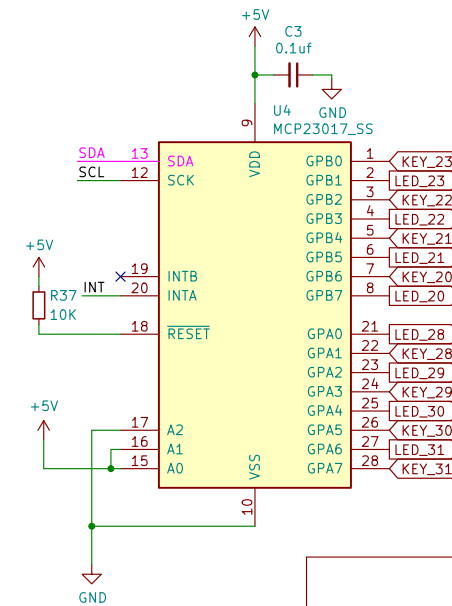 +5V
C3
0.1uf
GND
U4
MCP23017_SS
9
VDD
SDA 13 SDA
SCL 12 SCK
19 INTB
INT 20 INTA
+5V
R37
10K
18 RESET
+5V
17 A2
16 A1
15 A0
GPB0 1 KEY_23
GPB1 2 LED_23
GPB2 3 KEY_22
GPB3 4 LED_22
GPB4 5 KEY_21
GPB5 6 LED_21
GPB6 7 KEY_20
GPB7 8 LED_20
GPA0 21 LED_28
GPA1 22 KEY_28
GPA2 23 LED_29
GPA3 24 KEY_29
GPA4 25 LED_30
GPA5 26 KEY_30
GPA6 27 LED_31
GPA7 28 KEY_31
VSS
10
GND